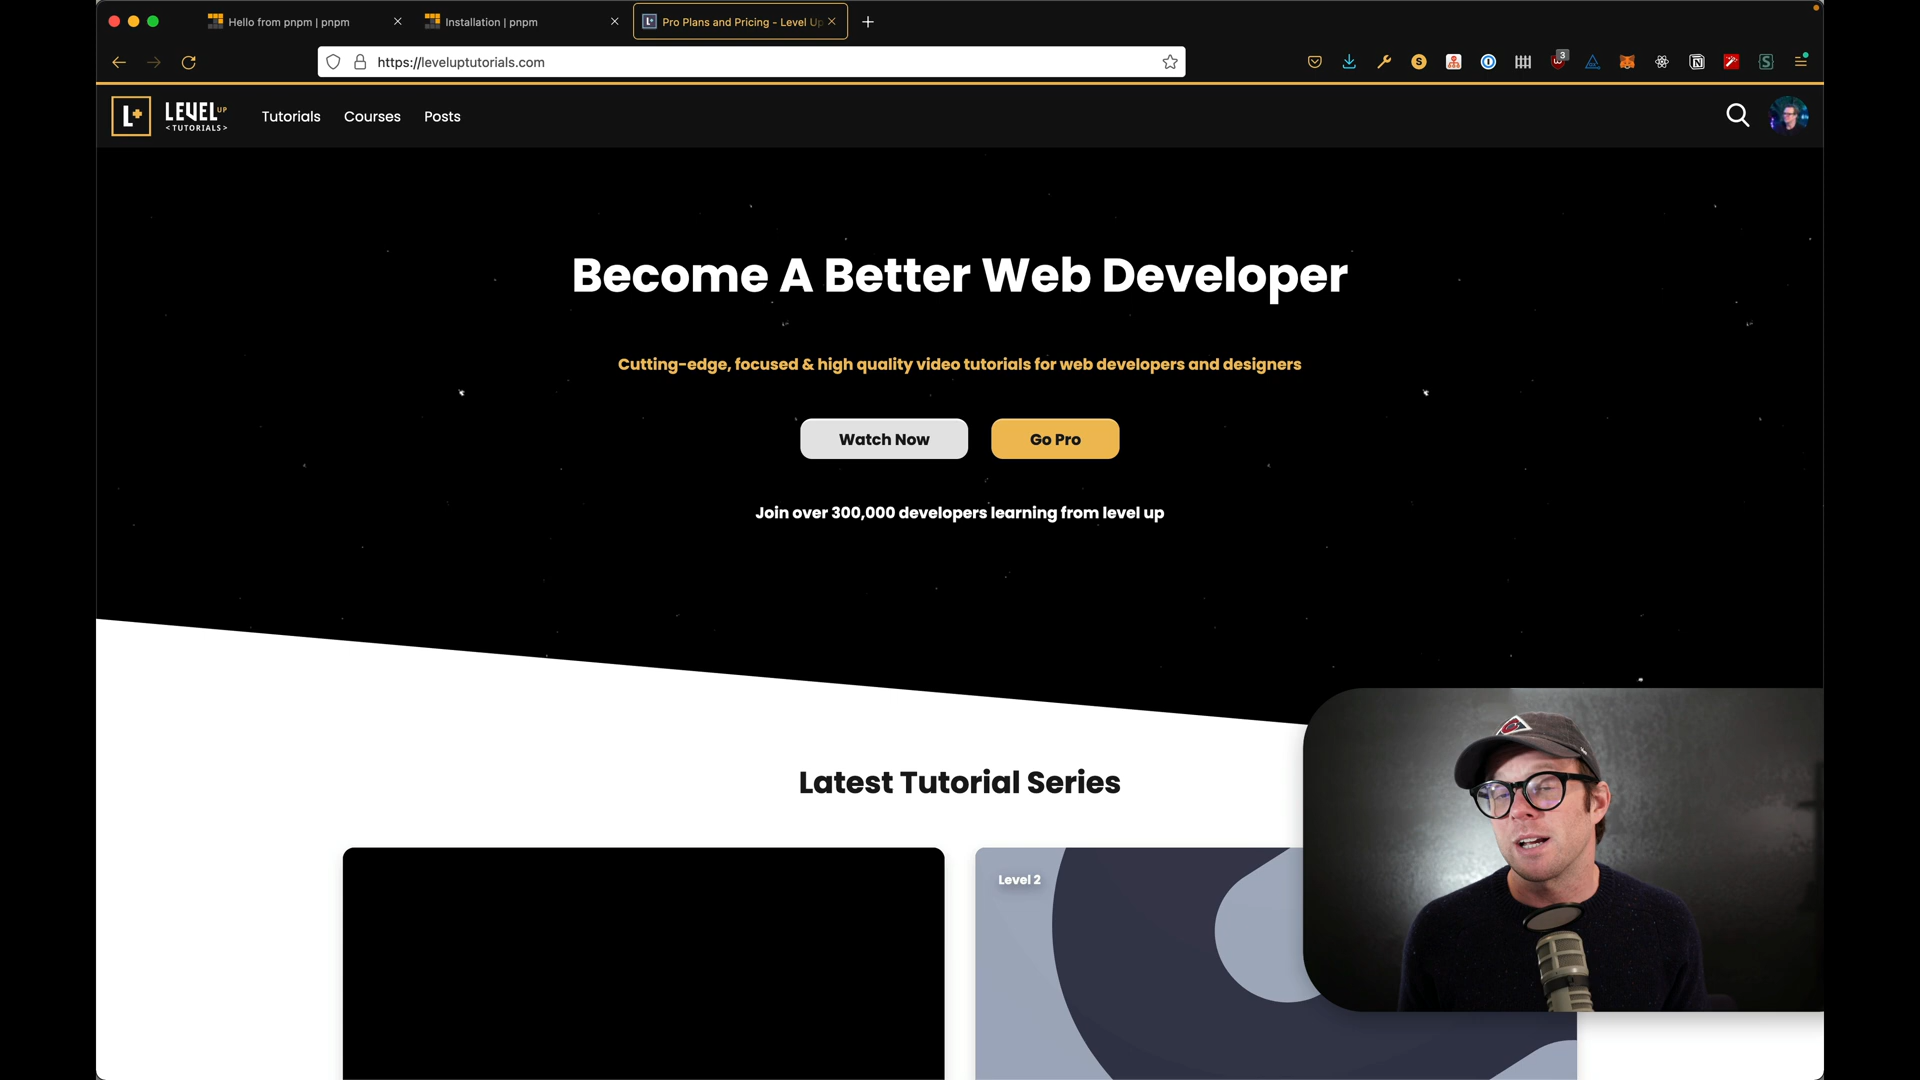 Hello from pnpm | pnpm
Installation | pnpm
Pro Plans and Pricing - Level Up
https://leveluptutorials.com
3
LEVEL UP
<TUTORIALS>
Tutorials
Courses
Posts
Become A Better Web Developer
Cutting-edge, focused & high quality video tutorials for web developers and designers
Watch Now
Go Pro
Join over 300,000 developers learning from level up
Latest Tutorial Series
Level 2